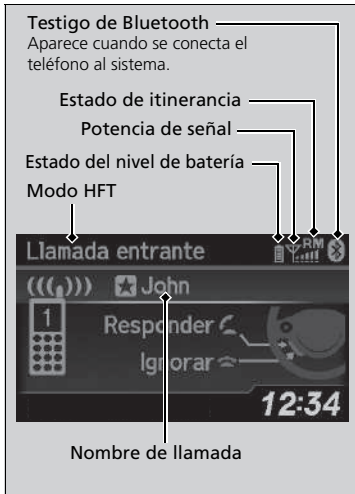 Testigo de Bluetooth
Aparece cuando se conecta el
teléfono al sistema.
Estado de itinerancia
Potencia de señal
Estado del nivel de batería
Modo HFT
Llamada entrante
RM
John
1
Responder
Ignorar
12:34
Nombre de llamada